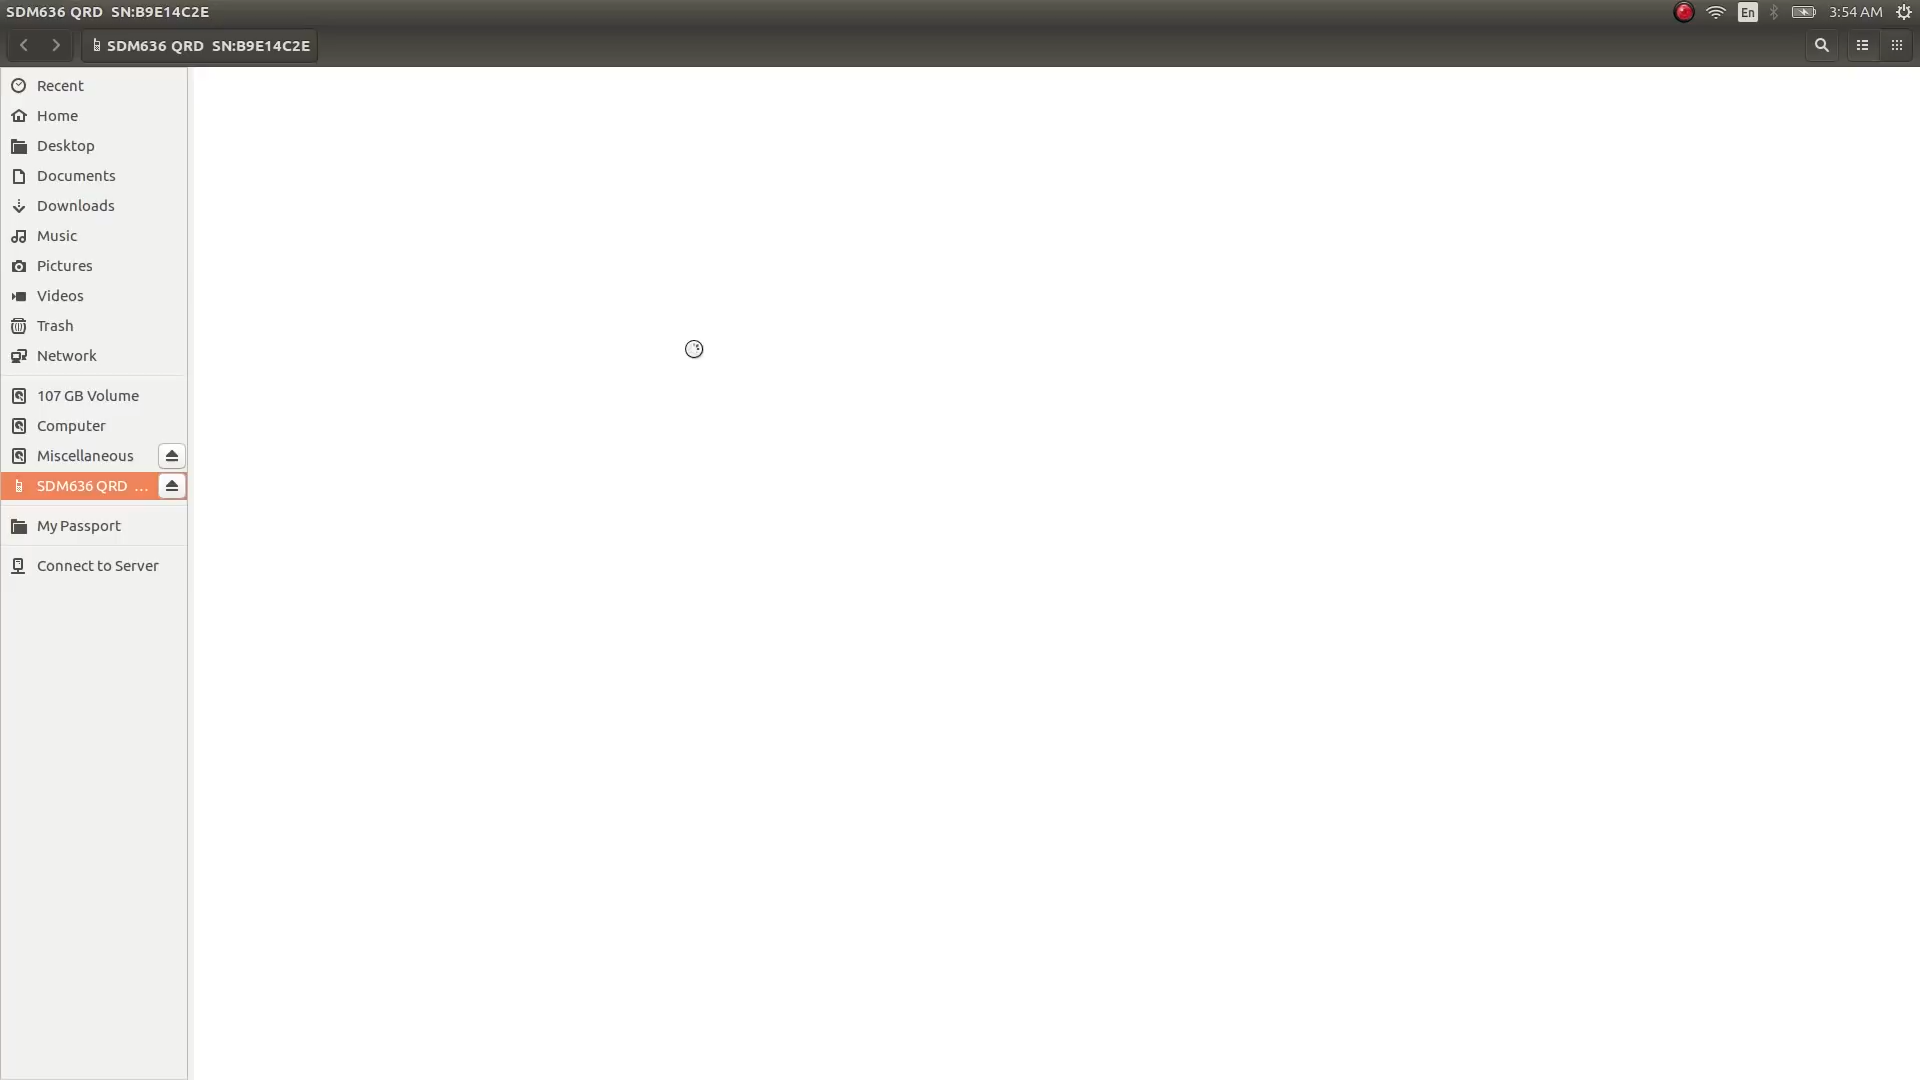 SDM636 QRD  SN:B9E14C2E
En
3:54 AM
SDM636 QRD  SN:B9E14C2E
Recent
Home
Desktop
Documents
Downloads
Music
Pictures
Videos
Trash
Network
107 GB Volume
Computer
Miscellaneous
SDM636 QRD ...
My Passport
Connect to Server